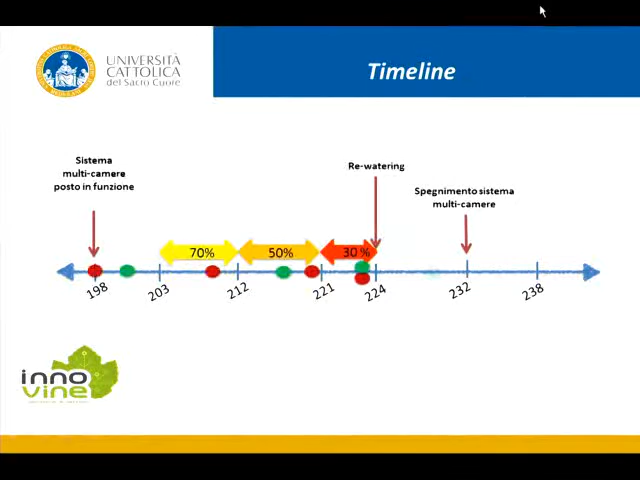 UNIVERSITÀ
CATTOLICA
del Sacro Cuore
Timeline
Sistema
multi-camere
posto in funzione
Re-watering
Spegnimento sistema
multi-camere
70%
50%
30 %
198
203
212
221
224
232
238
inno
vine